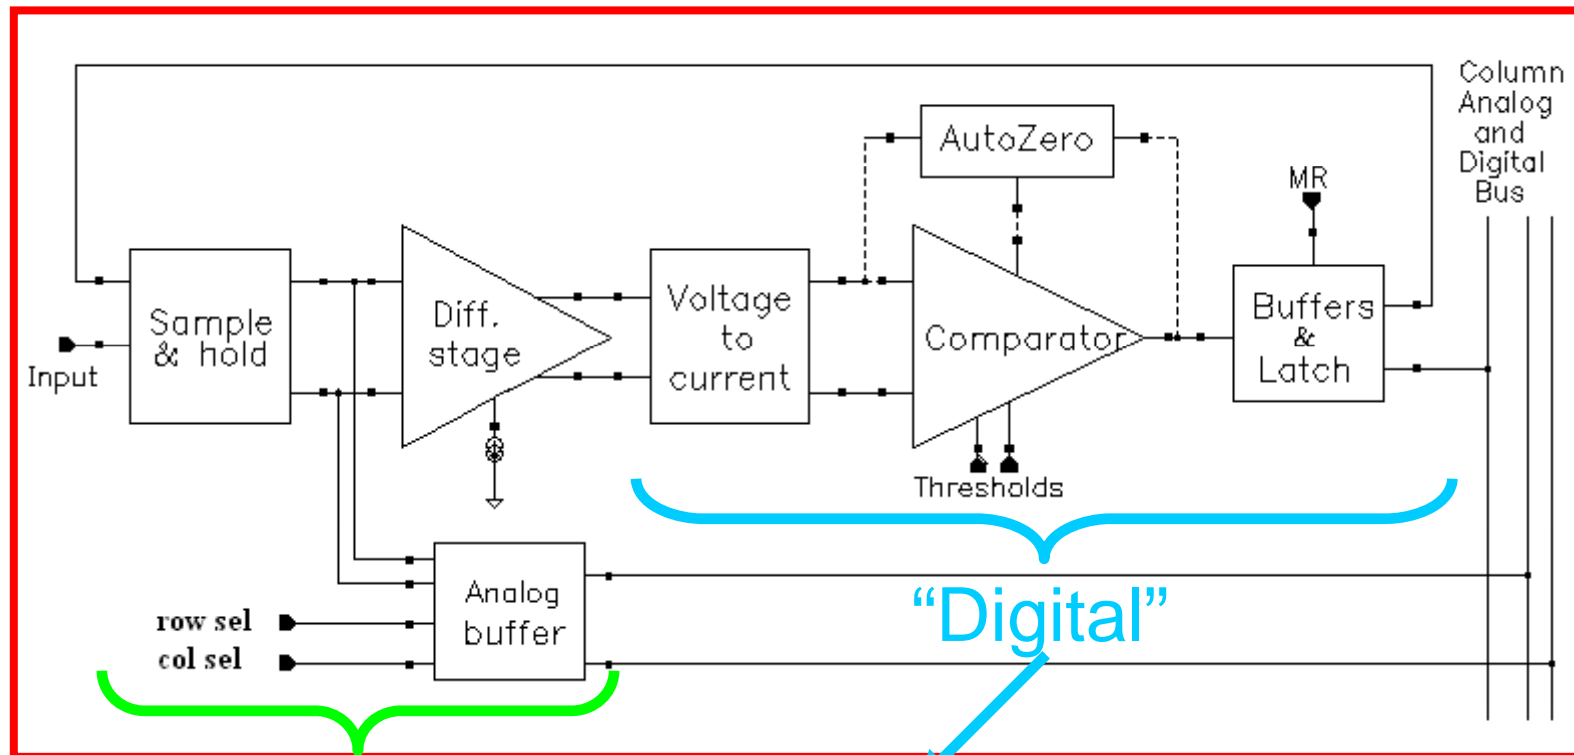 Column
Analog
and
Digital
Bus
AutoZero
MR
Sample
& hold
Diff.
stage
Voltage
to
current
Comparator
Buffers
&
Latch
Input
Thresholds
Analog
buffer
row sel
col sel
“Digital”